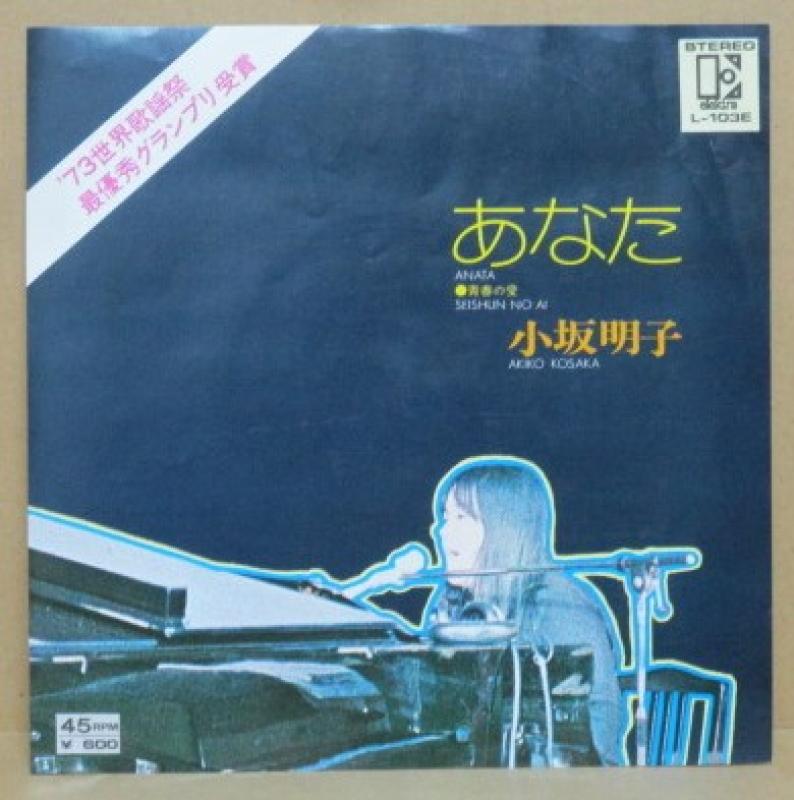 '73世界歌謡祭
最優秀グランプリ受賞
STEREO
elektra
L-103E
あなた
ANATA
●青春の愛
SEISHUN NO AI
小坂明子
AKIKO KOSAKA
45RPM
¥ 600